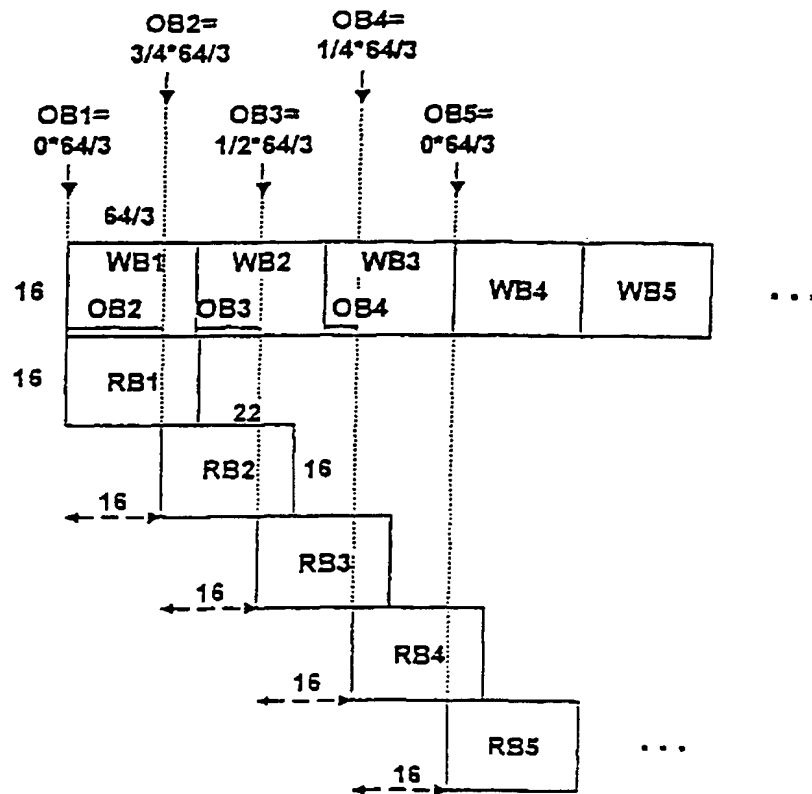 OB2=
3/4*64/3
OB4=
1/4*64/3
OB1=
0*64/3
OB3=
1/2*64/3
OB5=
0*64/3
64/3
WB1
WB2
WB3
WB4
WB5
...
16
OB2
OB3
OB4
16
RB1
22
RB2
16
16
RB3
16
RB4
16
RB5
...
16